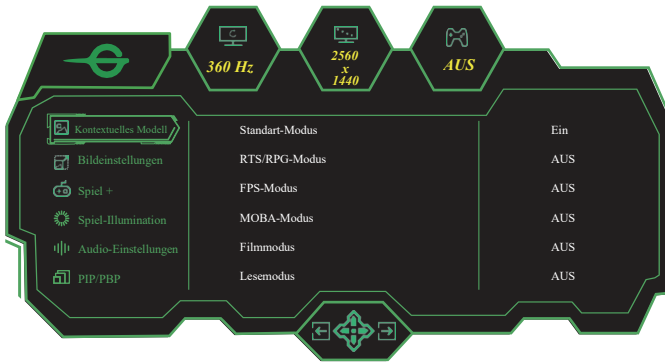 360 Hz
2560
x
1440
AUS
Kontextuelles Modell
Bildeinstellungen
Spiel +
Spiel-Illumination
Audio-Einstellungen
PIP/PBP
Standart-Modus
Ein
RTS/RPG-Modus
AUS
FPS-Modus
AUS
MOBA-Modus
AUS
Filmmodus
AUS
Lesemodus
AUS